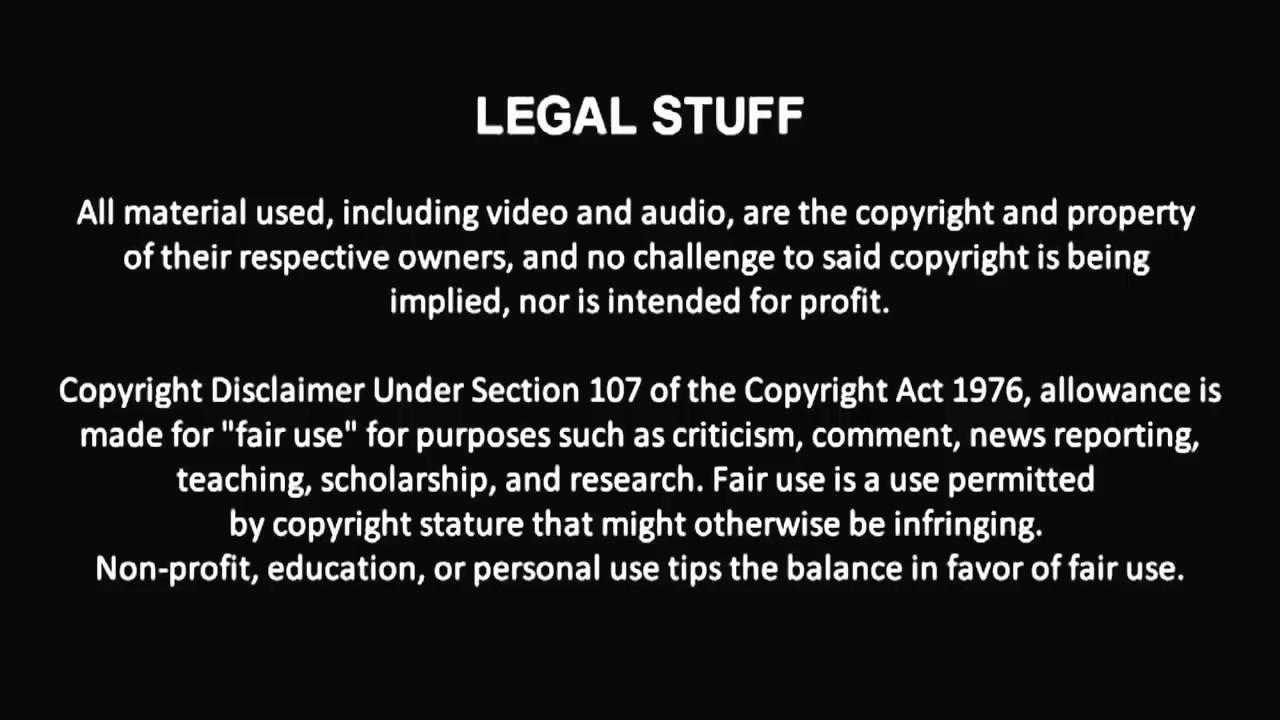 LEGAL STUFF
All material used, including video and audio, are the copyright and property
of their respective owners, and no challenge to said copyright is being
implied, nor is intended for profit.
Copyright Disclaimer Under Section 107 of the Copyright Act 1976, allowance is
made for "fair use" for purposes such as criticism, comment, news reporting,
teaching, scholarship, and research. Fair use is a use permitted
by copyright stature that might otherwise be infringing.
Non-profit, education, or personal use tips the balance in favor of fair use.